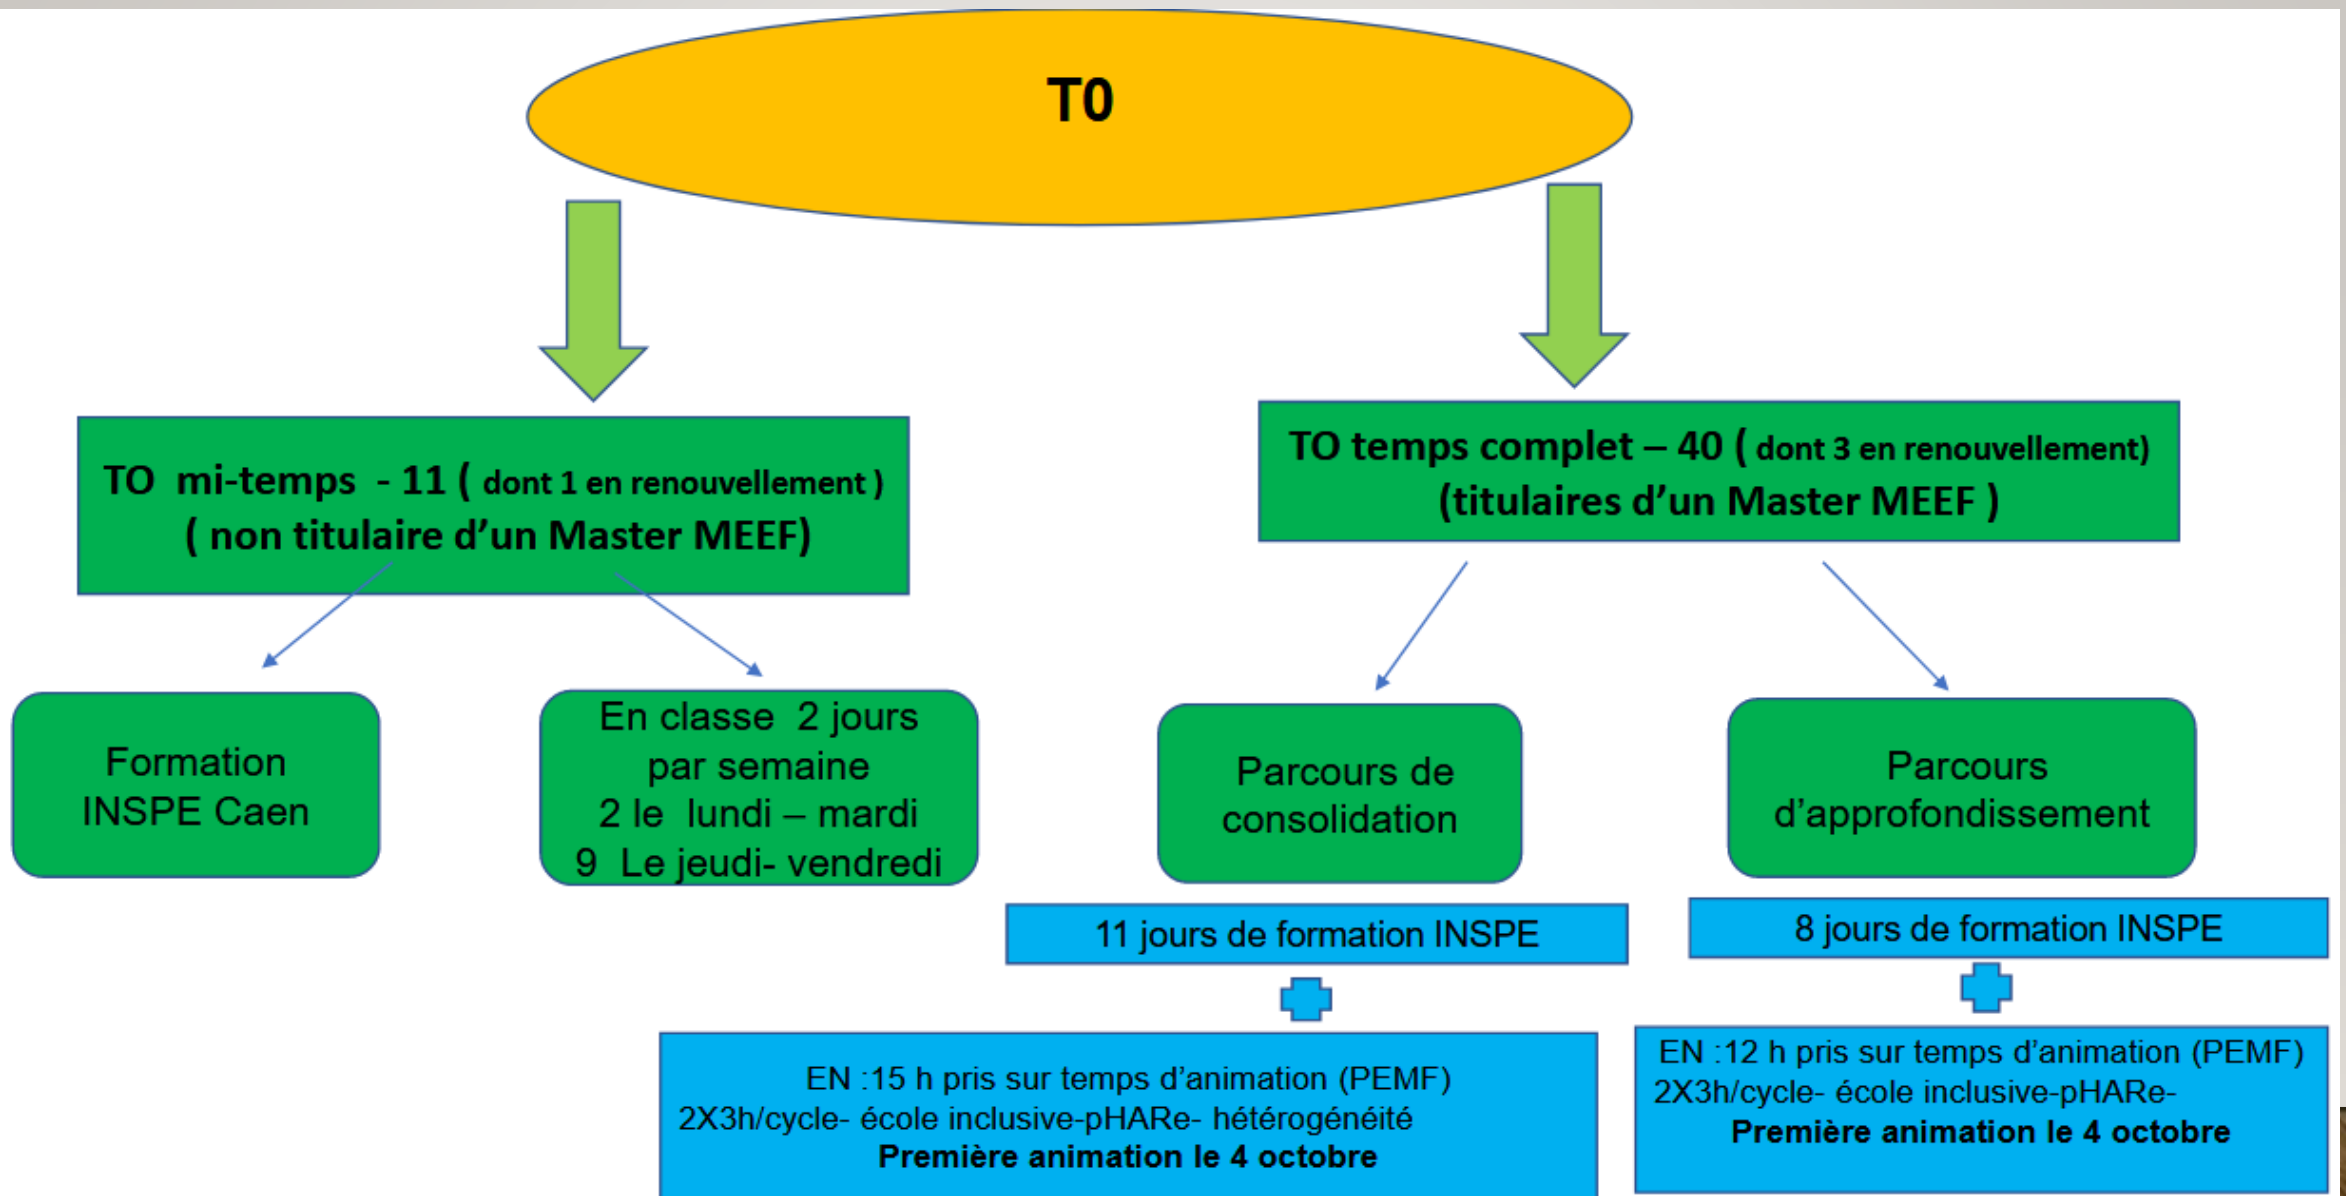 T0
TO mi-temps - 11 ( dont 1 en renouvellement )
( non titulaire d’un Master MEEF)
TO temps complet – 40 ( dont 3 en renouvellement)
(titulaires d’un Master MEEF )
Formation
INSPE Caen
En classe 2 jours
par semaine
2 le lundi – mardi
9 Le jeudi- vendredi
Parcours de
consolidation
Parcours
d’approfondissement
11 jours de formation INSPE
8 jours de formation INSPE
EN :15 h pris sur temps d’animation (PEMF)
2X3h/cycle- école inclusive-pHARe- hétérogénéité
Première animation le 4 octobre
EN :12 h pris sur temps d’animation (PEMF)
2X3h/cycle- école inclusive-pHARe-
Première animation le 4 octobre